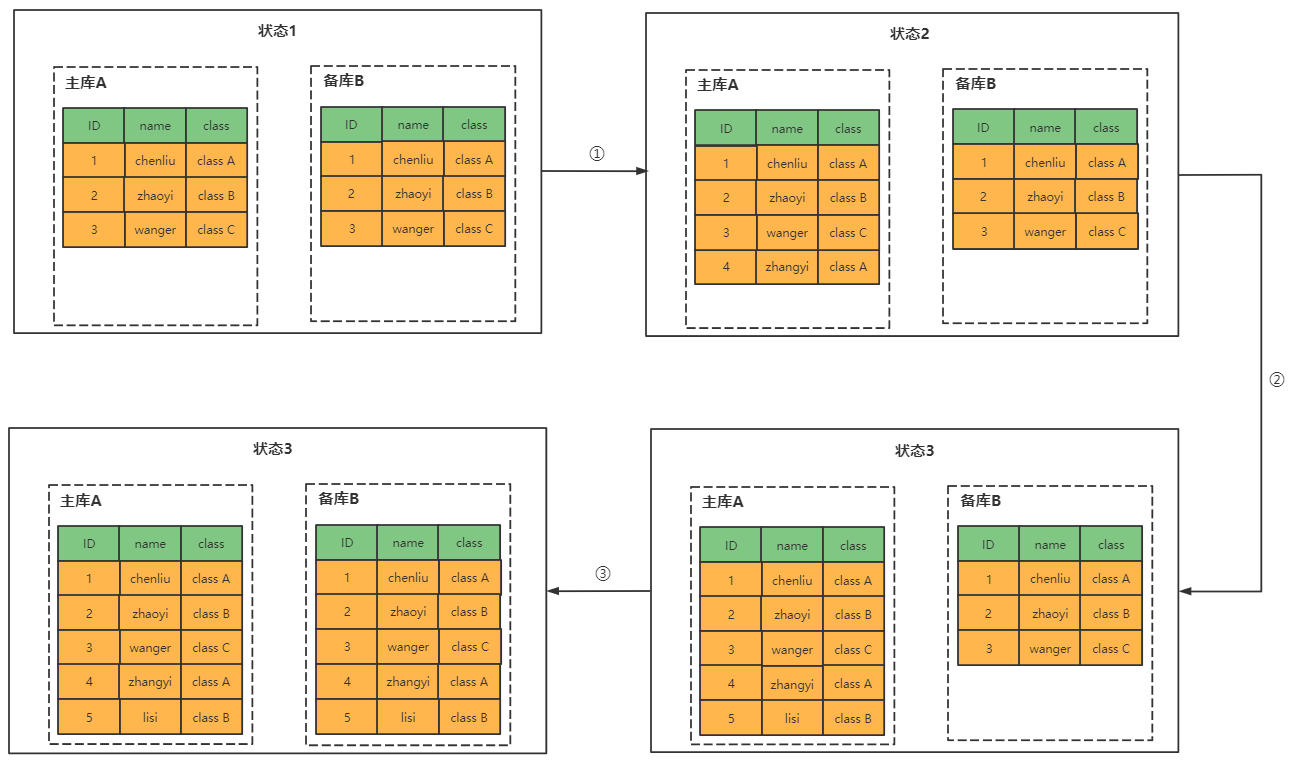 状态1
主库A
ID name class
1 chenliu class A
2 zhaoyi class B
3 wanger class C
备库B
ID name class
1 chenliu class A
2 zhaoyi class B
3 wanger class C
①
状态2
主库A
ID name class
1 chenliu class A
2 zhaoyi class B
3 wanger class C
4 zhangyi class A
备库B
ID name class
1 chenliu class A
2 zhaoyi class B
3 wanger class C
②
状态3
主库A
ID name class
1 chenliu class A
2 zhaoyi class B
3 wanger class C
4 zhangyi class A
5 lisi class B
备库B
ID name class
1 chenliu class A
2 zhaoyi class B
3 wanger class C
③
状态3
主库A
ID name class
1 chenliu class A
2 zhaoyi class B
3 wanger class C
4 zhangyi class A
5 lisi class B
备库B
ID name class
1 chenliu class A
2 zhaoyi class B
3 wanger class C
4 zhangyi class A
5 lisi class B